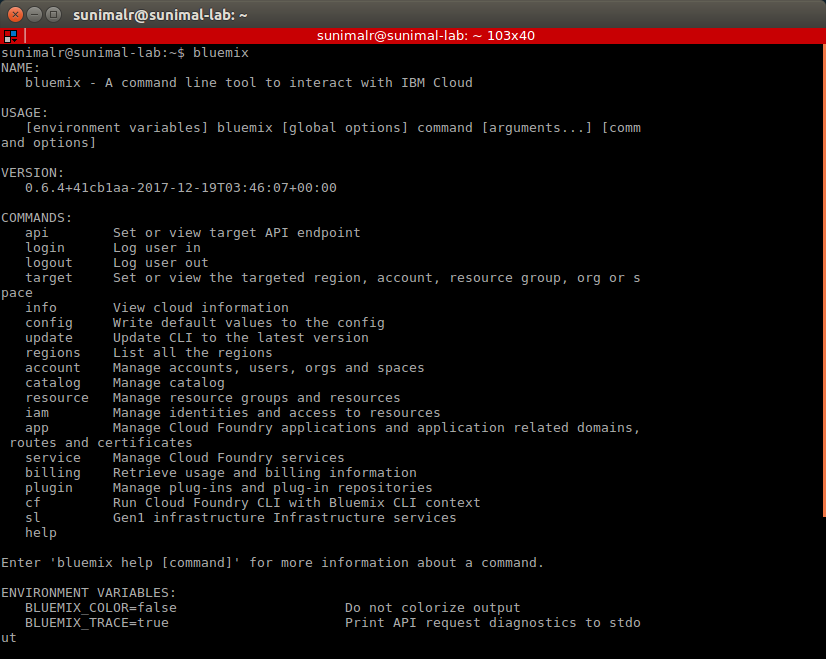 sunimalr@sunimal-lab: ~
sunimalr@sunimal-lab: ~ 103x40
sunimalr@sunimal-lab:~$ bluemix
NAME:
   bluemix - A command line tool to interact with IBM Cloud

USAGE:
   [environment variables] bluemix [global options] command [arguments...] [comm
and options]

VERSION:
   0.6.4+41cb1aa-2017-12-19T03:46:07+00:00

COMMANDS:
   api        Set or view target API endpoint
   login      Log user in
   logout     Log user out
   target     Set or view the targeted region, account, resource group, org or s
pace
   info       View cloud information
   config     Write default values to the config
   update     Update CLI to the latest version
   regions    List all the regions
   account    Manage accounts, users, orgs and spaces
   catalog    Manage catalog
   resource   Manage resource groups and resources
   iam        Manage identities and access to resources
   app        Manage Cloud Foundry applications and application related domains,
 routes and certificates
   service    Manage Cloud Foundry services
   billing    Retrieve usage and billing information
   plugin     Manage plug-ins and plug-in repositories
   cf         Run Cloud Foundry CLI with Bluemix CLI context
   sl         Gen1 infrastructure Infrastructure services
   help

Enter 'bluemix help [command]' for more information about a command.

ENVIRONMENT VARIABLES:
   BLUEMIX_COLOR=false                     Do not colorize output
   BLUEMIX_TRACE=true                      Print API request diagnostics to stdo
ut